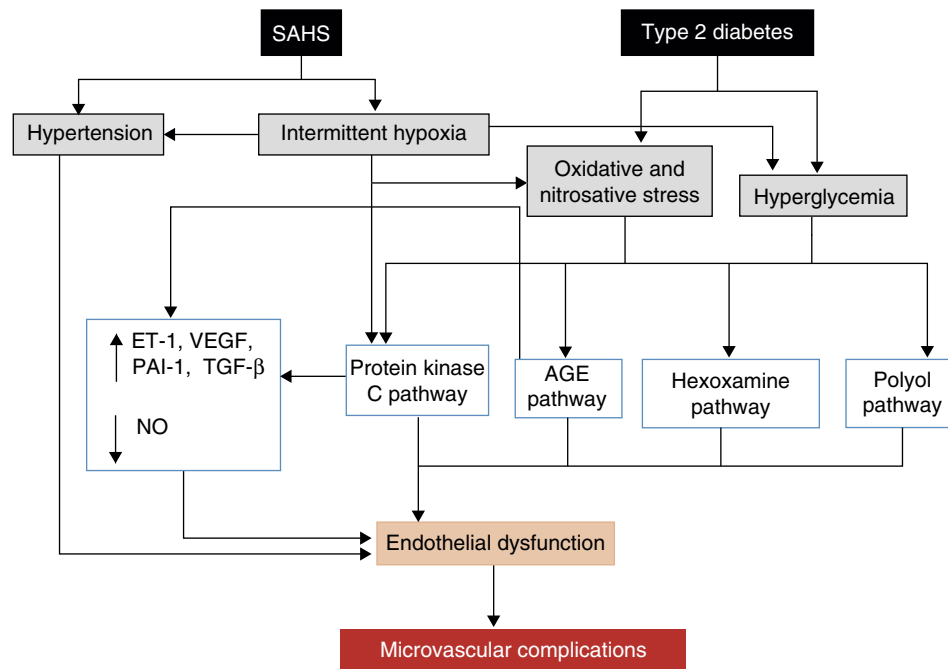 SAHS
Type 2 diabetes
Hypertension
Intermittent hypoxia
Oxidative and
nitrosative stress
Hyperglycemia
ET-1, VEGF,
PAI-1, TGF-β
NO
Protein kinase
C pathway
AGE
pathway
Hexoxamine
pathway
Polyol
pathway
Endothelial dysfunction
Microvascular complications